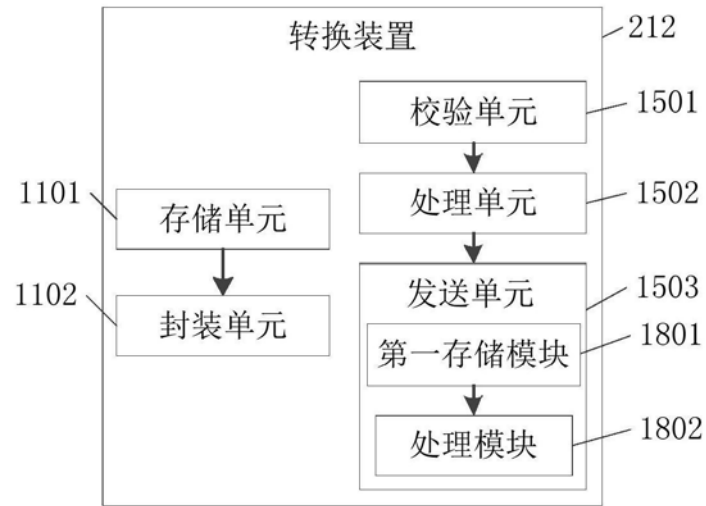 转换装置
212
校验单元
1501
1101
存储单元
处理单元
1502
1102
封装单元
发送单元
1503
第一存储模块
1801
处理模块
1802